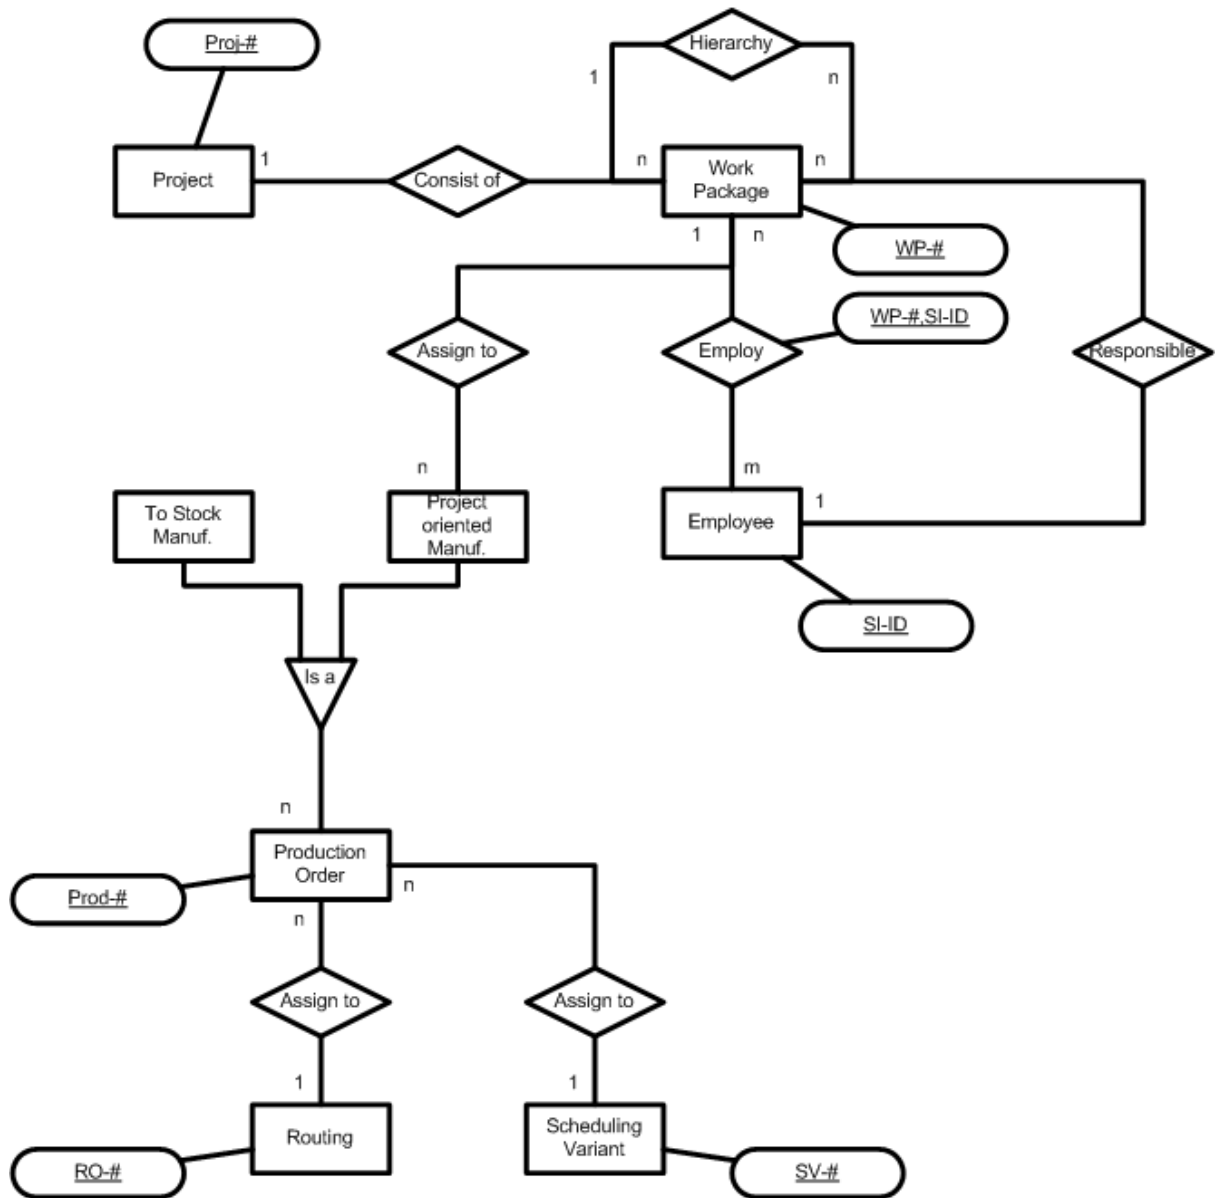 Proj-#
Hierarchy
1
n
Project
1
Consist of
n
Work
Package
n
1
n
WP-#
WP-#,SI-ID
Assign to
Employ
Responsible
n
m
To Stock
Manuf.
Project
oriented
Manuf.
Employee
1
SI-ID
Is a
n
Production
Order
n
Prod-#
n
Assign to
Assign to
1
1
Routing
Scheduling
Variant
RO-#
SV-#